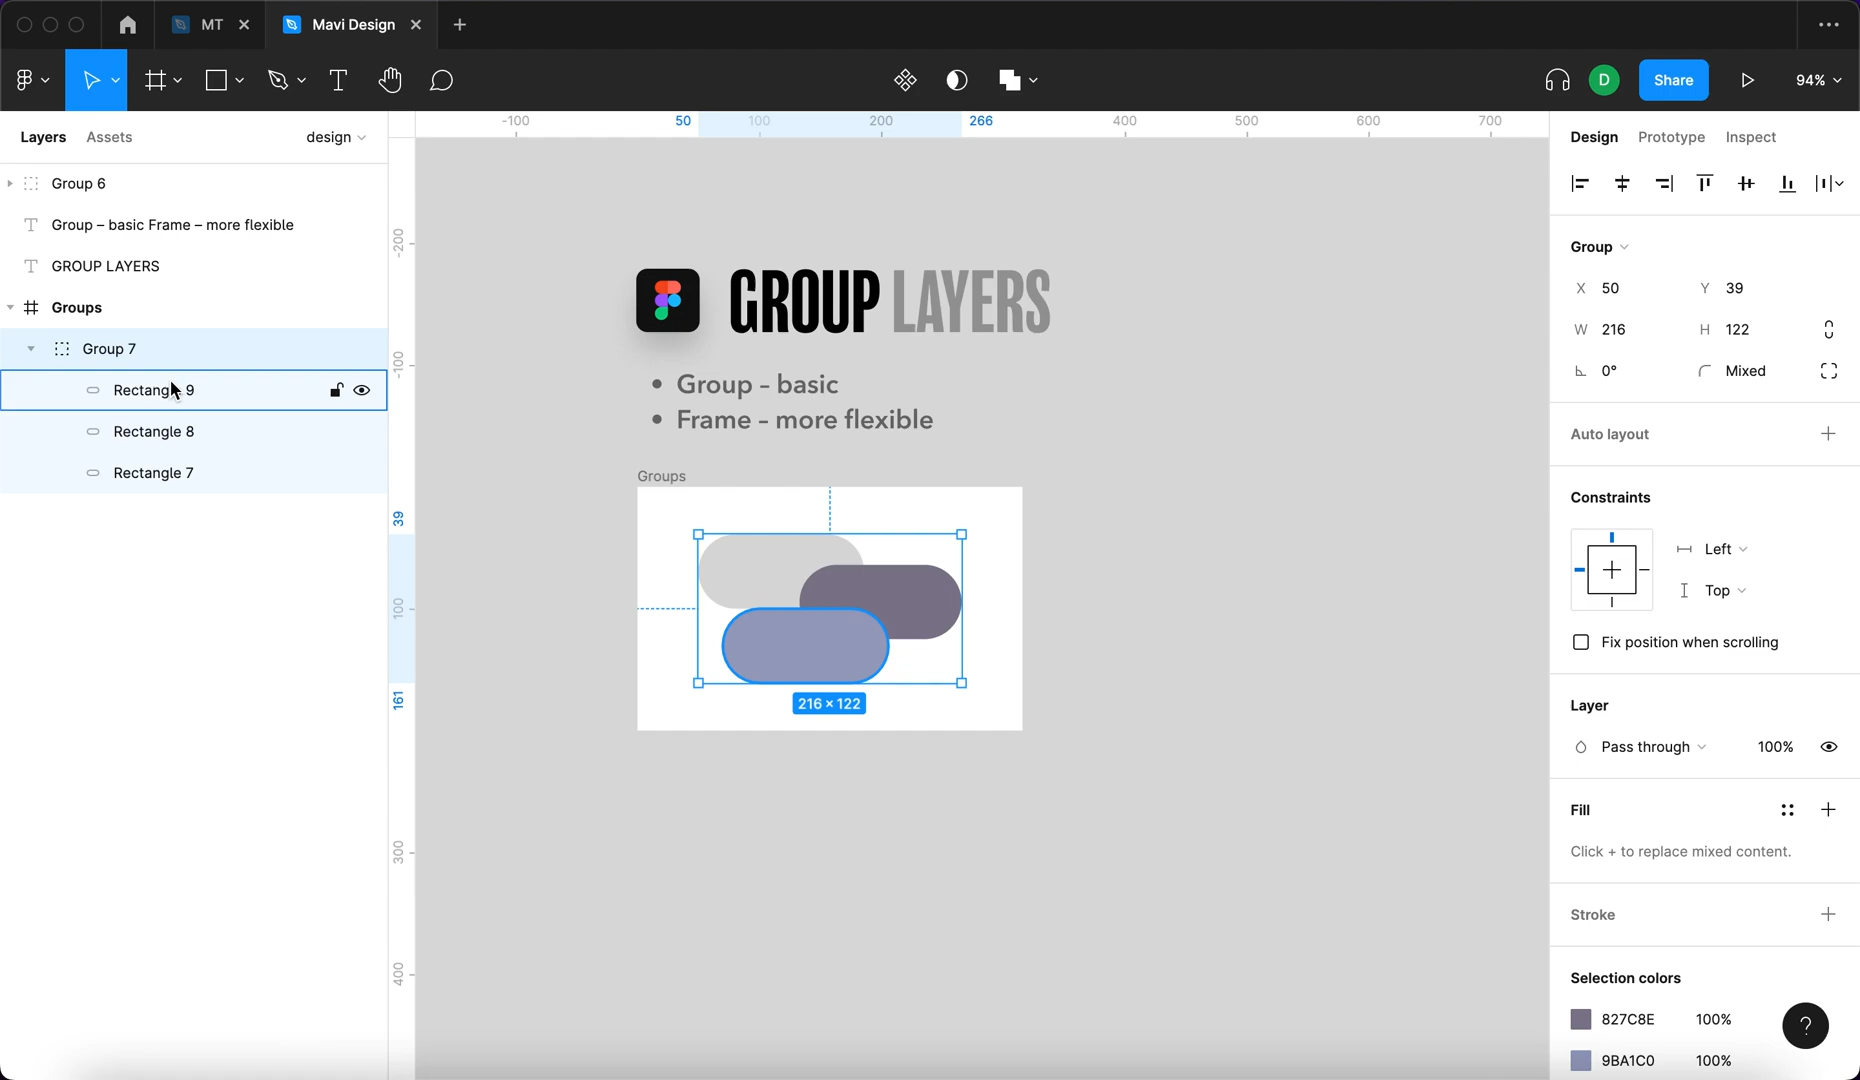 MT
Mavi Design
D
Share
94%
Layers
Assets
design
Group 6
Group – basic Frame – more flexible
GROUP LAYERS
Groups
Group 7
Rectangle 9
Rectangle 8
Rectangle 7
-100
50
100
200
266
400
500
600
700
-200
-100
39
100
161
300
400
GROUP LAYERS
• Group – basic
• Frame – more flexible
Groups
216 × 122
Design
Prototype
Inspect
Group
X 50
Y 39
W 216
H 122
0°
Mixed
Auto layout
Constraints
Left
Top
Fix position when scrolling
Layer
Pass through
100%
Fill
Click + to replace mixed content.
Stroke
Selection colors
827C8E
100%
9BA1C0
100%
?